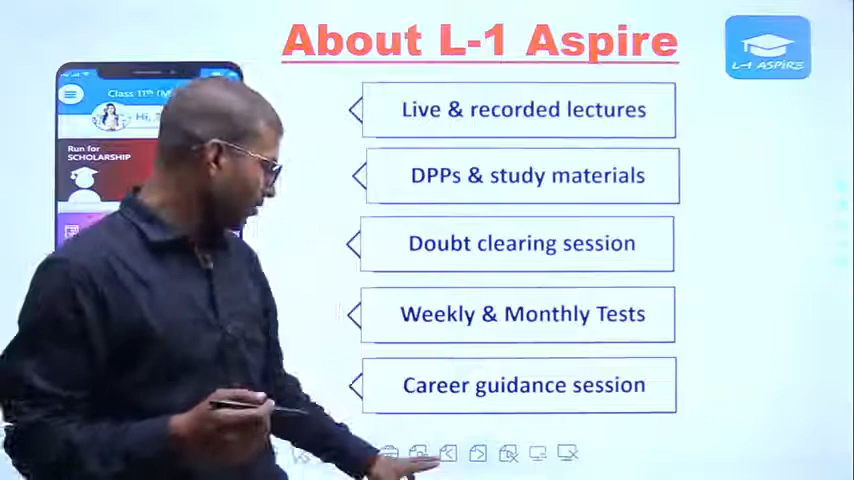 About L-1 Aspire
L-1 ASPIRE
Class 11th
Hi,
Run for
SCHOLARSHIP
Live & recorded lectures
DPPs & study materials
Doubt clearing session
Weekly & Monthly Tests
Career guidance session